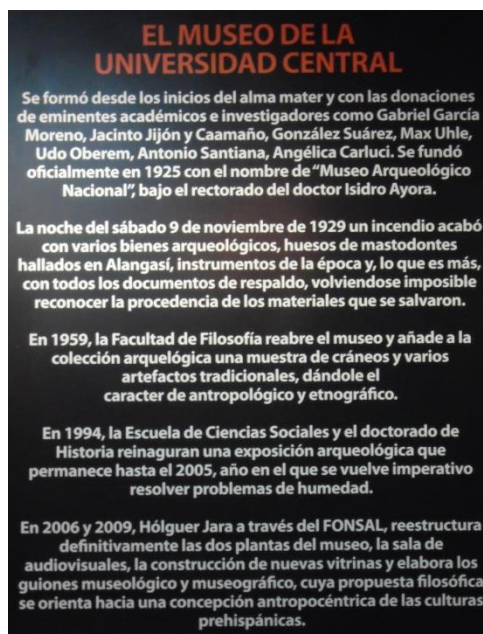 EL MUSEO DE LA
UNIVERSIDAD CENTRAL
Se formó desde los inicios del alma mater y con las donaciones
de eminentes académicos e investigadores como Gabriel García
Moreno, Jacinto Jijón y Caamaño, González Suárez, Max Uhle,
Udo Oberem, Antonio Santiana, Angélica Carluci. Se fundó
oficialmente en 1925 con el nombre de "Museo Arqueológico
Nacional", bajo el rectorado del doctor Isidro Ayora.
La noche del sábado 9 de noviembre de 1929 un incendio acabó
con varios bienes arqueológicos, huesos de mastodontes
hallados en Alangasí, instrumentos de la época y, lo que es más,
con todos los documentos de respaldo, volviendose imposible
reconocer la procedencia de los materiales que se salvaron.
En 1959, la Facultad de Filosofía reabre el museo y añade a la
colección arquelógica una muestra de cráneos y varios
artefactos tradicionales, dándole el
caracter de antropológico y etnográfico.
En 1994, la Escuela de Ciencias Sociales y el doctorado de
Historia reinaguran una exposición arqueológica que
permanece hasta el 2005, año en el que se vuelve imperativo
resolver problemas de humedad.
En 2006 y 2009, Hólguer Jara a través del FONSAL, reestructura
definitivamente las dos plantas del museo, la sala de
audiovisuales, la construcción de nuevas vitrinas y elabora los
guiones museológico y museográfico, cuya propuesta filosófica
se orienta hacia una concepción antropocéntrica de las culturas
prehispánicas.